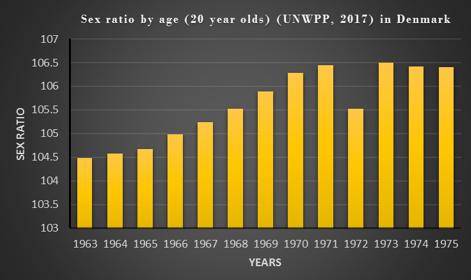 Sex ratio by age (20 year olds) (UNWPP, 2017) in Denmark
107
106.5
106
105.5
105
104.5
104
103.5
103
SEX RATIO
1963 1964 1965 1966 1967 1968 1969 1970 1971 1972 1973 1974 1975
YEARS